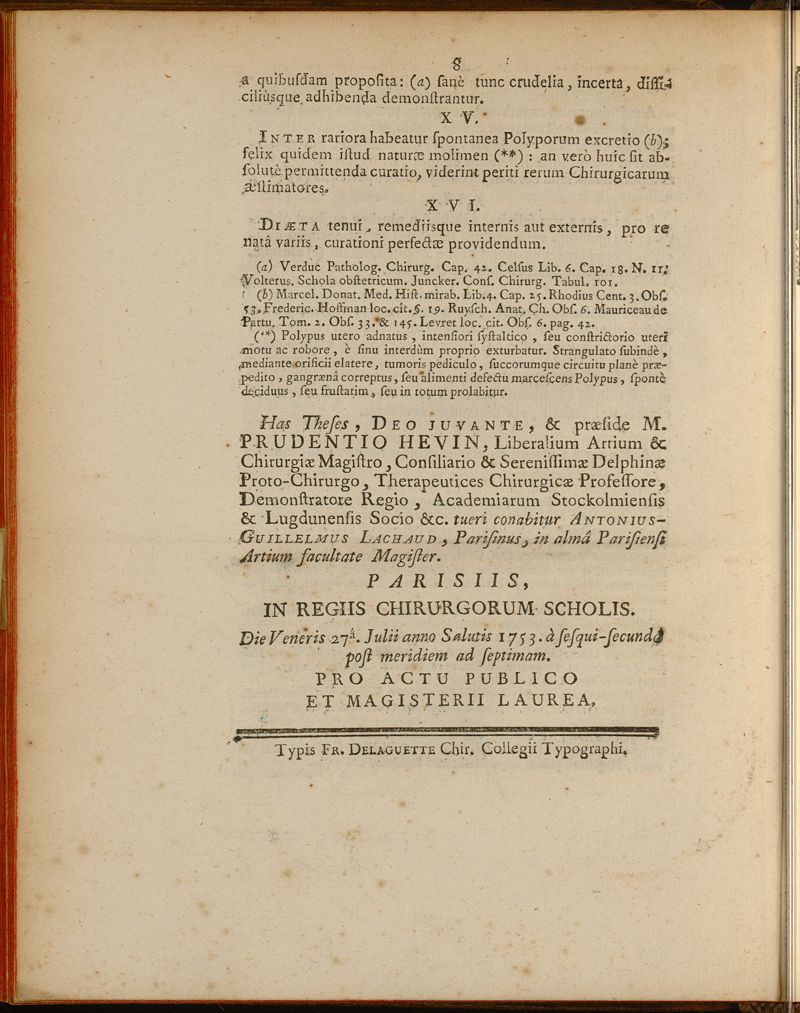 8
a quibuſdam propoſita: (a) ſanè tunc crudelia, incerta, diffi-
ciliùsque adhibenda demonſtrantur.
X V.
INTER rariora habeatur ſpontanea Polyporum excretio (b);
felix quidem iſtud naturæ molimen (**) : an verò huic ſit ab-
ſolutè permittenda curatio, viderint periti rerum Chirurgicarum
æſtimatores.
X V I.
DIÆTA tenui, remediisque internis aut externis, pro re
natâ variis, curationi perfectæ providendum.
(a) Verduc Patholog. Chirurg. Cap. 42. Celſus Lib. 6. Cap. 18. N. 11.
Volterus. Schola obſtetricum. Juncker. Conſ. Chirurg. Tabul. 101.
(b) Marcel. Donat. Med. Hiſt. mirab. Lib. 4. Cap. 25. Rhodius Cent. 3. Obſ.
53. Frederic. Hoffman loc. cit. §. 19. Ruyſch. Anat. Ch. Obſ. 6. Mauriceau de
Partu. Tom. 2. Obſ. 33. & 145. Levret loc. cit. Obſ. 6. pag. 42.
(**) Polypus utero adnatus, intenſiori ſyſtaltico, ſeu conſtrictorio uteri
motu ac robore, è ſinu interdùm proprio exturbatur. Strangulato ſubindè,
mediante orificii elatere, tumoris pediculo, ſuccorumque circuitu planè præ-
pedito, gangrænâ correptus, ſeu alimenti defectu marceſcens Polypus, ſpontè
deciduus, ſeu fruſtatim, ſeu in totum prolabitur.
Has Theſes, DEO JUVANTE, & præſide M.
PRUDENTIO HEVIN, Liberalium Artium &
Chirurgiæ Magiſtro, Conſiliario & Sereniſſimæ Delphinæ
Proto-Chirurgo, Therapeutices Chirurgicæ Profeſſore,
Demonſtratore Regio, Academiarum Stockolmienſis
& Lugdunenſis Socio &c. tueri conabitur ANTONIUS-
GUILLELMUS LACHAUD, Pariſinus, in almâ Pariſienſi
Artium facultate Magiſter.
PARISIIS,
IN REGIIS CHIRURGORUM SCHOLIS.
Die Veneris 27â. Julii anno Salutis 1753. à ſeſqui-ſecundâ
poſt meridiem ad ſeptimam.
PRO ACTU PUBLICO
ET MAGISTERII LAUREA.
Typis FR. DELAGUETTE Chir. Collegii Typographi.